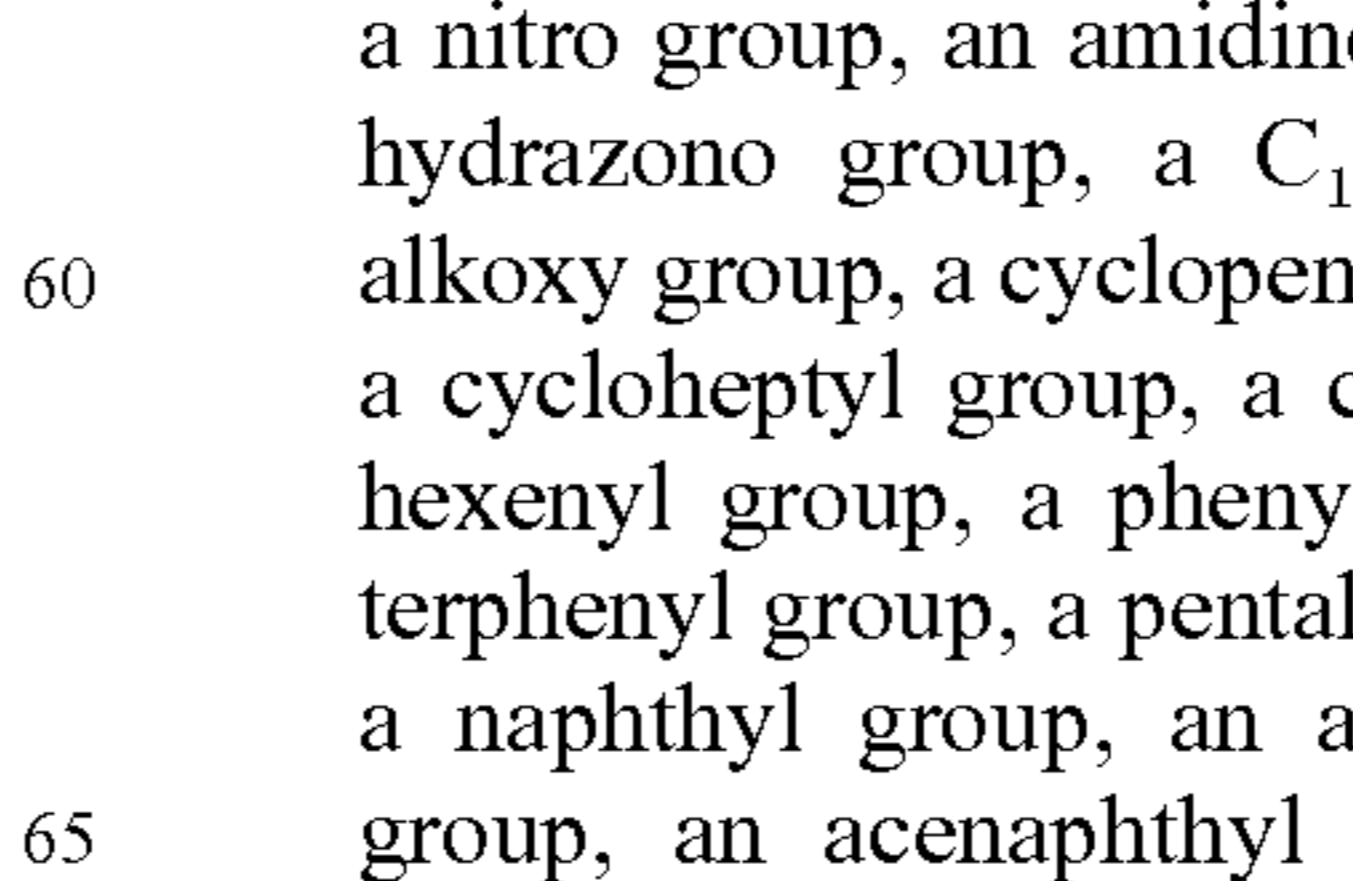 a nitro group, an amidin
hydrazono group, a C₁
60 alkoxy group, a cyclopen
a cycloheptyl group, a c
hexenyl group, a pheny
terphenyl group, a pental
a naphthyl group, an a
65 group, an acenaphthyl